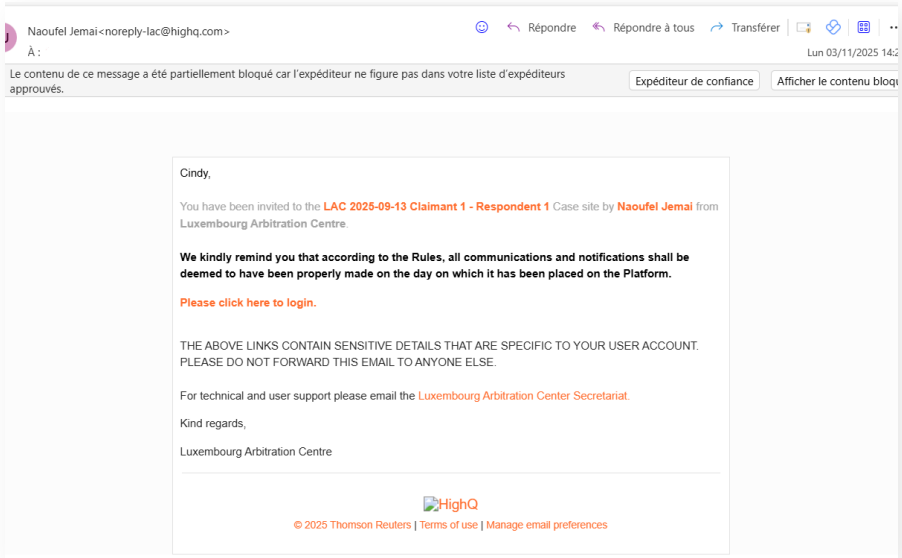 Naoufel Jemai<noreply-lac@highq.com>
Répondre
Répondre à tous
Transférer
À :
Lun 03/11/2025 14:2
Le contenu de ce message a été partiellement bloqué car l'expéditeur ne figure pas dans votre liste d'expéditeurs
approuvés.
Expéditeur de confiance
Afficher le contenu bloqu
Cindy,
You have been invited to the LAC 2025-09-13 Claimant 1 - Respondent 1 Case site by Naoufel Jemai from
Luxembourg Arbitration Centre.
We kindly remind you that according to the Rules, all communications and notifications shall be
deemed to have been properly made on the day on which it has been placed on the Platform.
Please click here to login.
THE ABOVE LINKS CONTAIN SENSITIVE DETAILS THAT ARE SPECIFIC TO YOUR USER ACCOUNT.
PLEASE DO NOT FORWARD THIS EMAIL TO ANYONE ELSE.
For technical and user support please email the Luxembourg Arbitration Center Secretariat.
Kind regards,
Luxembourg Arbitration Centre
HighQ
© 2025 Thomson Reuters | Terms of use | Manage email preferences